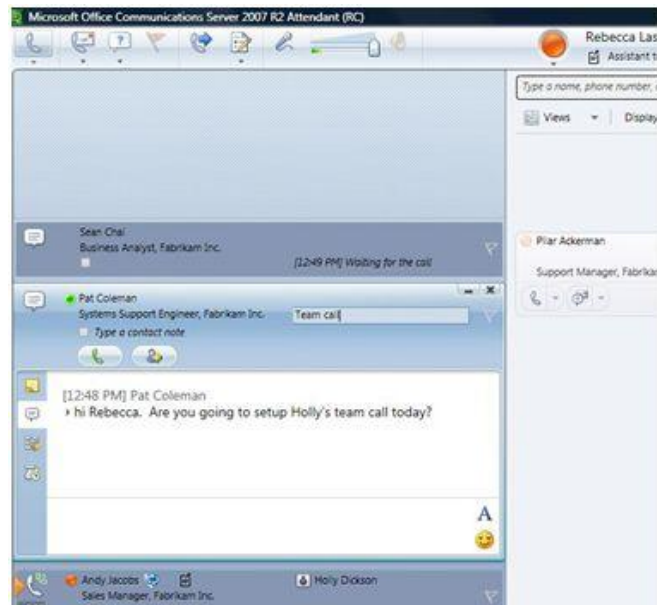 Microsoft Office Communications Server 2007 R2 Attendant (RC)
Rebecca Las
Assistant t
Type a name, phone number,
Views
Display
Sean Chai
Business Analyst, Fabrikam Inc.
[12:49 PM] Waiting for the call
Pilar Ackerman
Support Manager, Fabrika
Pat Coleman
Systems Support Engineer, Fabrikam Inc.
Team call
Type a contact note
[12:48 PM] Pat Coleman
hi Rebecca. Are you going to setup Holly's team call today?
A
Andy Jacobs
Holly Dickson
Sales Manager, Fabrikam Inc.